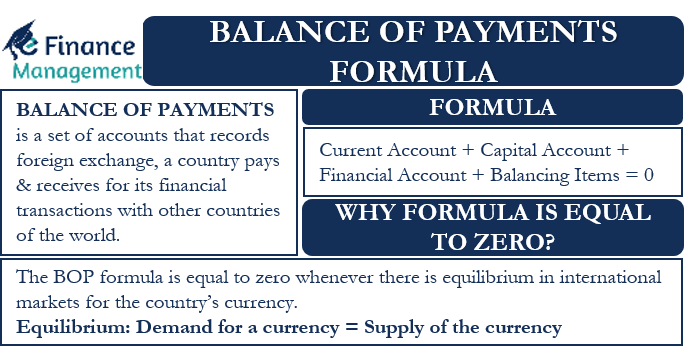 e Finance
Management
BALANCE OF PAYMENTS
FORMULA
BALANCE OF PAYMENTS
is a set of accounts that records
foreign exchange, a country pays
& receives for its financial
transactions with other countries
of the world.
FORMULA
Current Account + Capital Account +
Financial Account + Balancing Items = 0
WHY FORMULA IS EQUAL
TO ZERO?
The BOP formula is equal to zero whenever there is equilibrium in international
markets for the country's currency.
Equilibrium: Demand for a currency = Supply of the currency